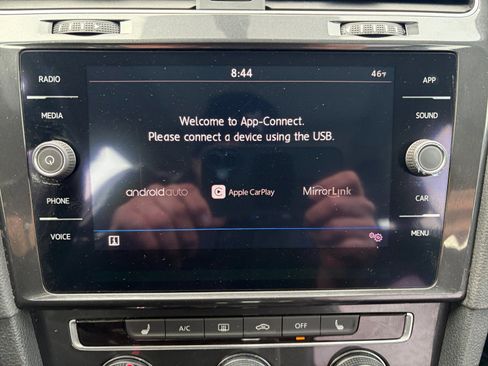 RADIO
8:44
46°F
APP
MEDIA
SOUND
Welcome to App-Connect.
Please connect a device using the USB.
androidauto
Apple CarPlay
MirrorLink
PHONE
CAR
VOICE
MENU
A/C
OFF